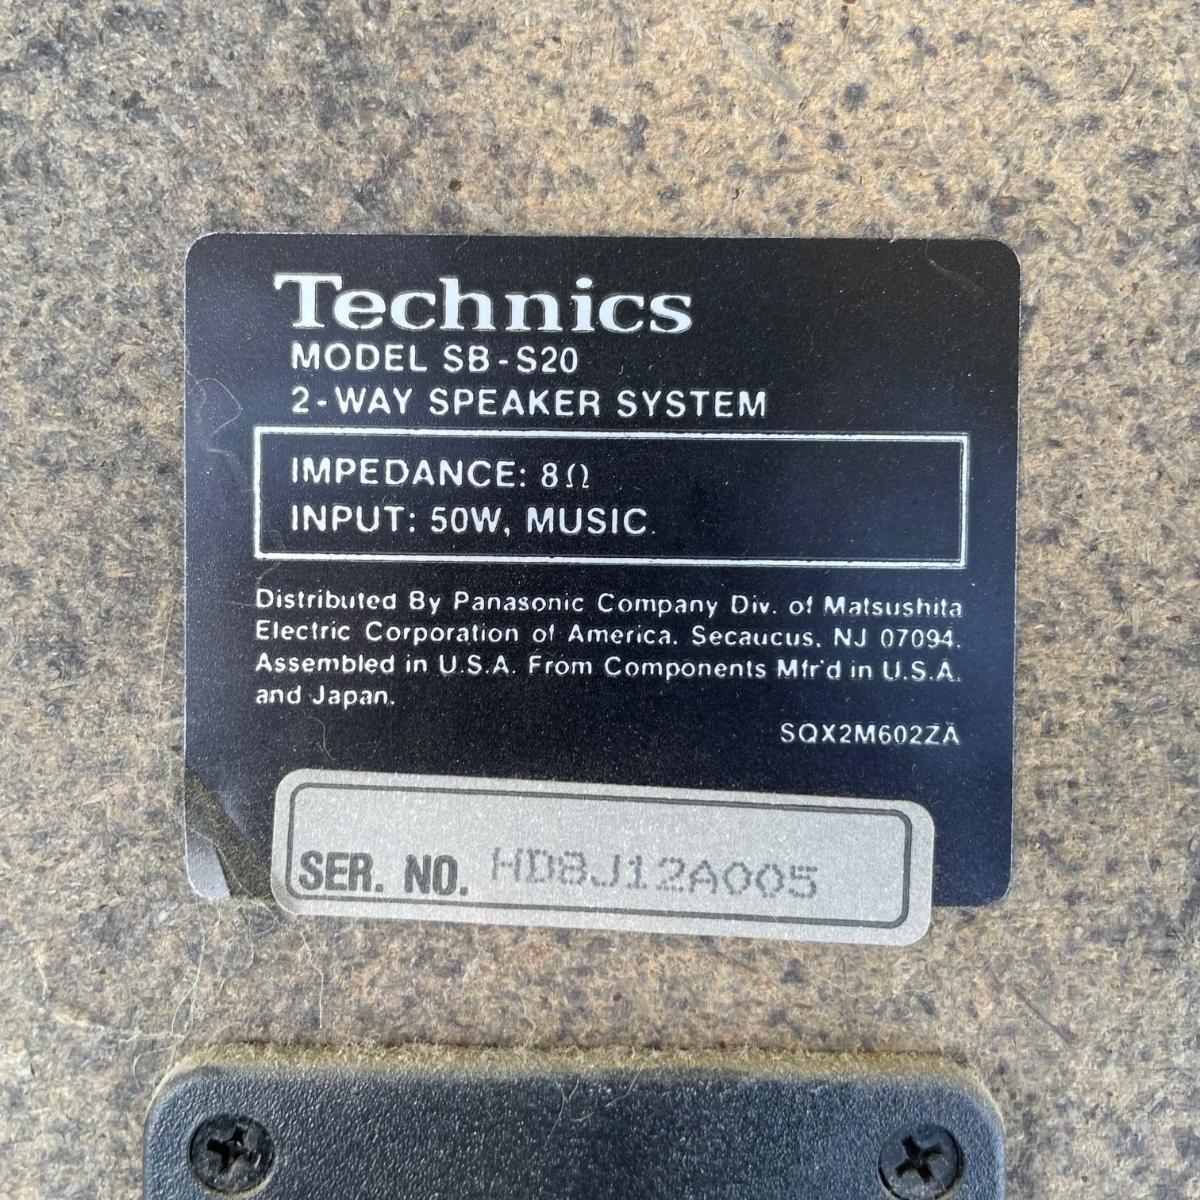 Technics
MODEL SB-S20
2-WAY SPEAKER SYSTEM
IMPEDANCE: 8Ω
INPUT: 50W, MUSIC.
Distributed By Panasonic Company Div. of Matsushita
Electric Corporation of America. Secaucus, NJ 07094.
Assembled in U.S.A. From Components Mfr'd in U.S.A.
and Japan.
SQX2M602ZA
SER. NO. HD8J12A005